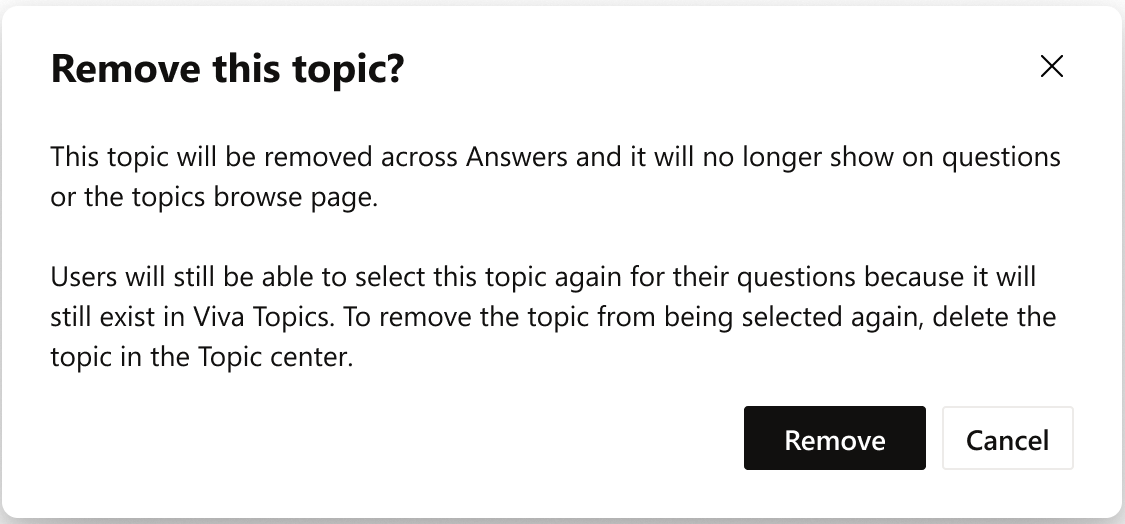 Remove this topic?
This topic will be removed across Answers and it will no longer show on questions
or the topics browse page.
Users will still be able to select this topic again for their questions because it will
still exist in Viva Topics. To remove the topic from being selected again, delete the
topic in the Topic center.
Remove
Cancel